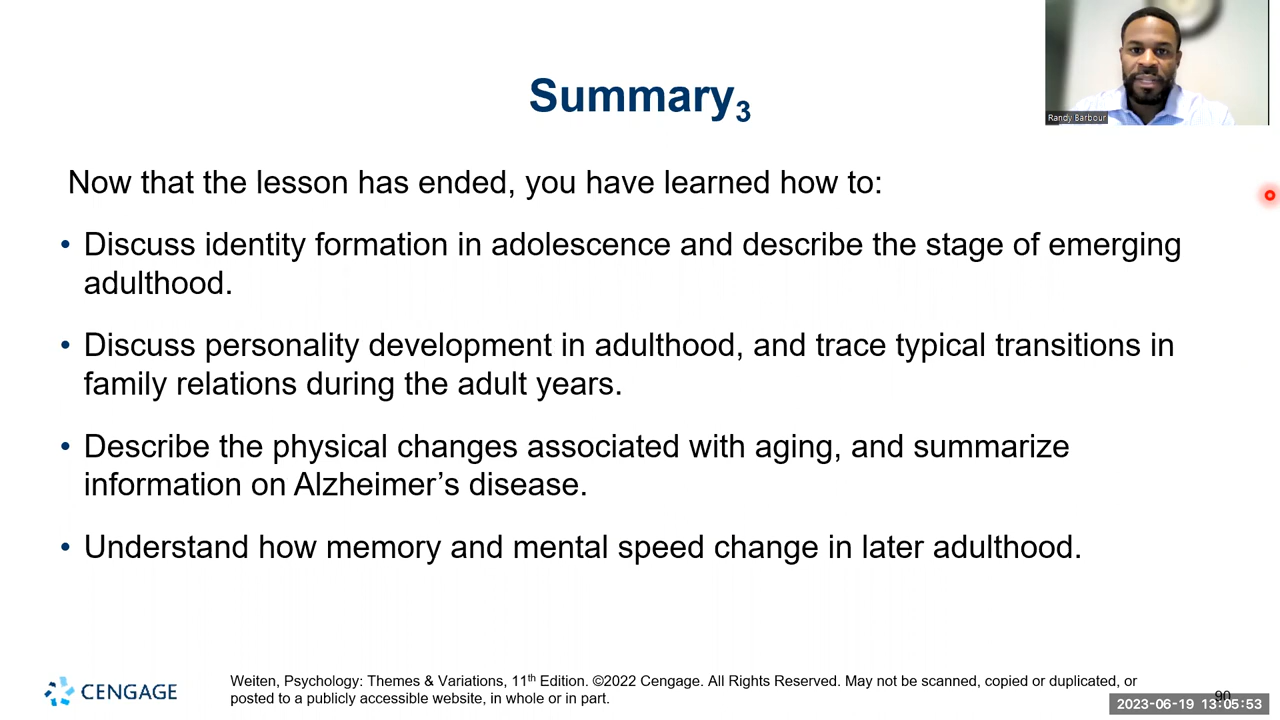 Summary3
Randy Barbour
Now that the lesson has ended, you have learned how to:
• Discuss identity formation in adolescence and describe the stage of emerging
adulthood.
• Discuss personality development in adulthood, and trace typical transitions in
family relations during the adult years.
• Describe the physical changes associated with aging, and summarize
information on Alzheimer’s disease.
• Understand how memory and mental speed change in later adulthood.
CENGAGE
Weiten, Psychology: Themes & Variations, 11th Edition. ©2022 Cengage. All Rights Reserved. May not be scanned, copied or duplicated, or
posted to a publicly accessible website, in whole or in part.
90
2023-06-19 13:05:53